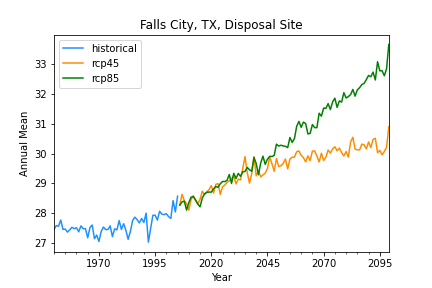 Falls City, TX, Disposal Site
historical
rcp45
rcp85
Annual Mean
33
32
31
30
29
28
27
1970
1995
2020
2045
2070
2095
Year